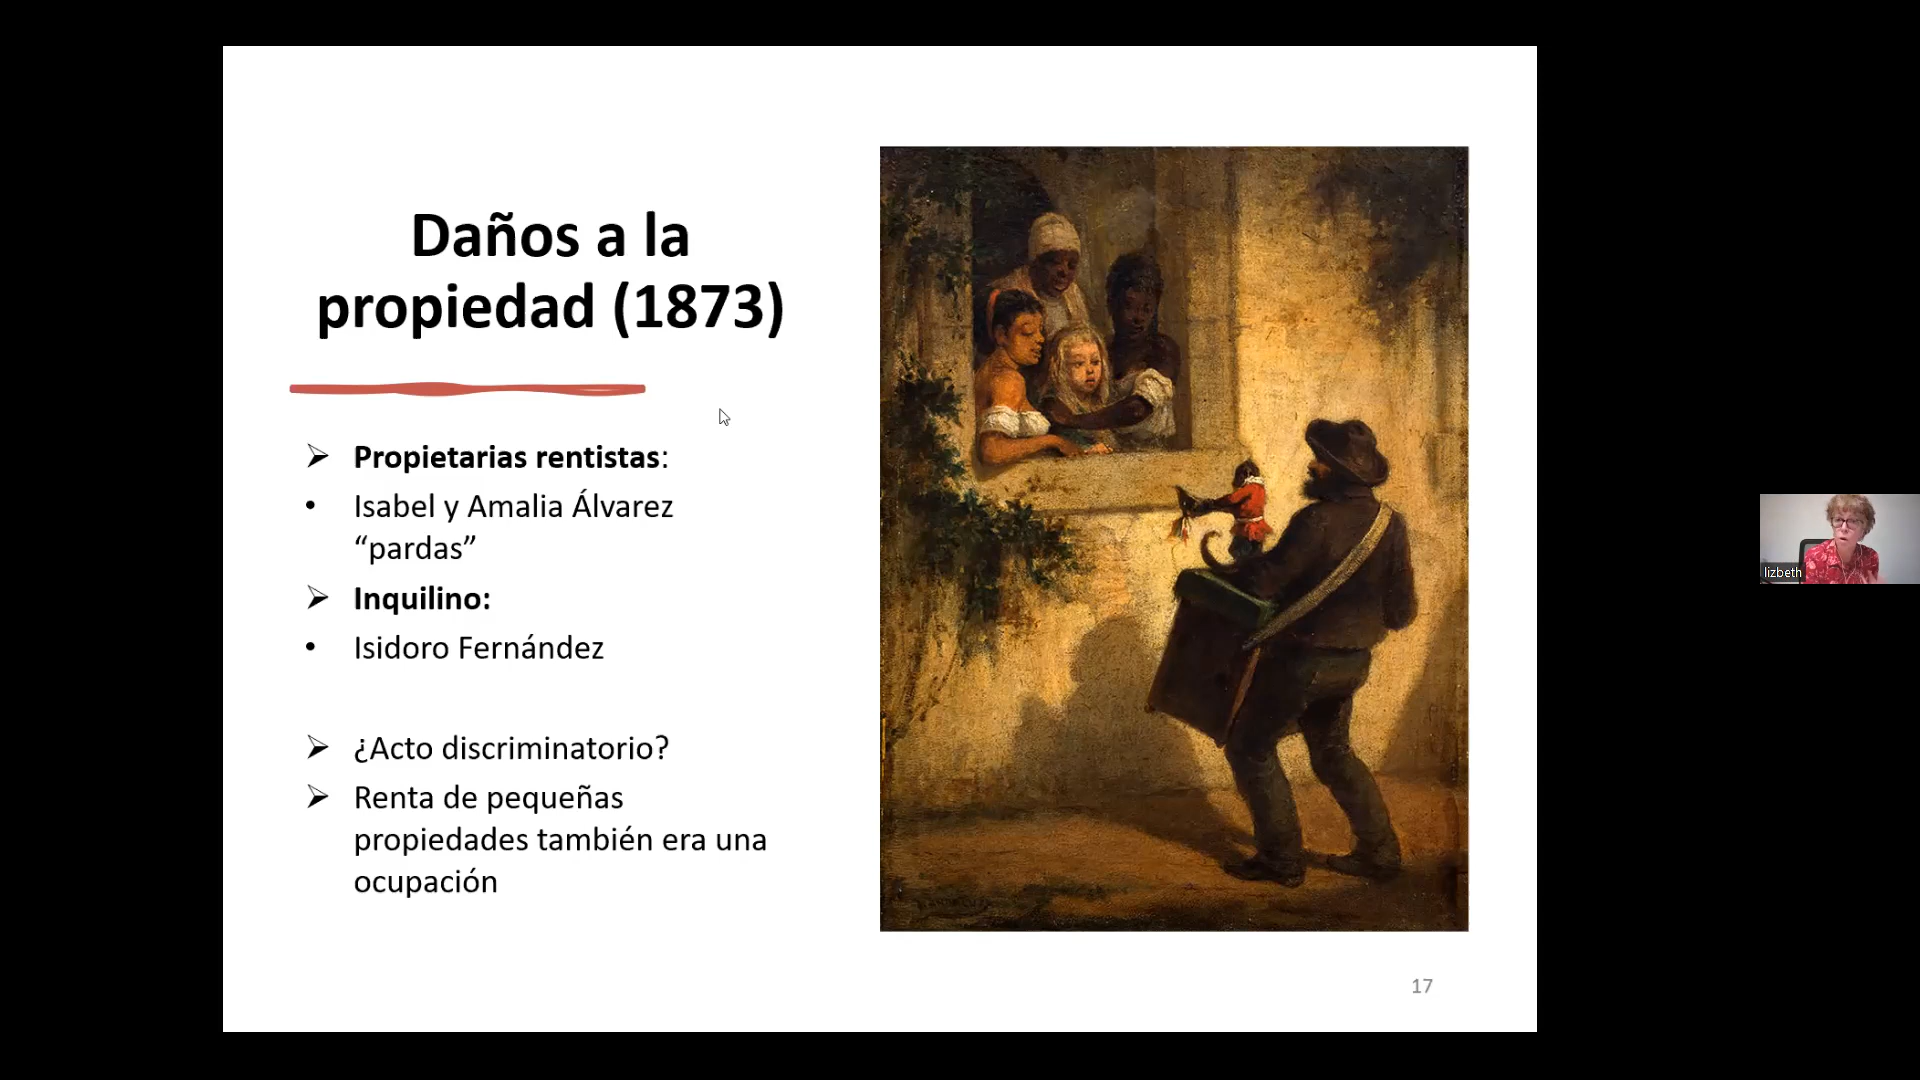 Daños a la
propiedad (1873)
➢ Propietarias rentistas:
• Isabel y Amalia Álvarez
“pardas”
➢ Inquilino:
• Isidoro Fernández
➢ ¿Acto discriminatorio?
➢ Renta de pequeñas
propiedades también era una
ocupación
17
lizbeth